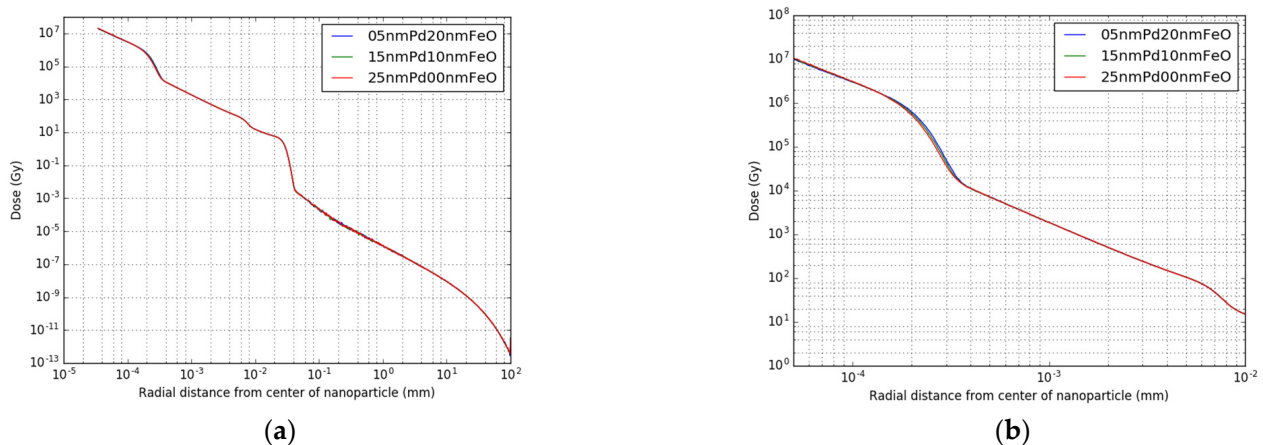 10^7
10^5
10^3
10^1
10^-1
10^-3
10^-5
10^-7
10^-9
10^-11
10^-13
Dose (Gy)
05nmPd20nmFeO
15nmPd10nmFeO
25nmPd00nmFeO
10^-5 10^-4 10^-3 10^-2 10^-1 10^0 10^1 10^2
Radial distance from center of nanoparticle (mm)
(a)
10^8
10^7
10^6
10^5
10^4
10^3
10^2
10^1
10^0
Dose (Gy)
05nmPd20nmFeO
15nmPd10nmFeO
25nmPd00nmFeO
10^-4 10^-3 10^-2
Radial distance from center of nanoparticle (mm)
(b)